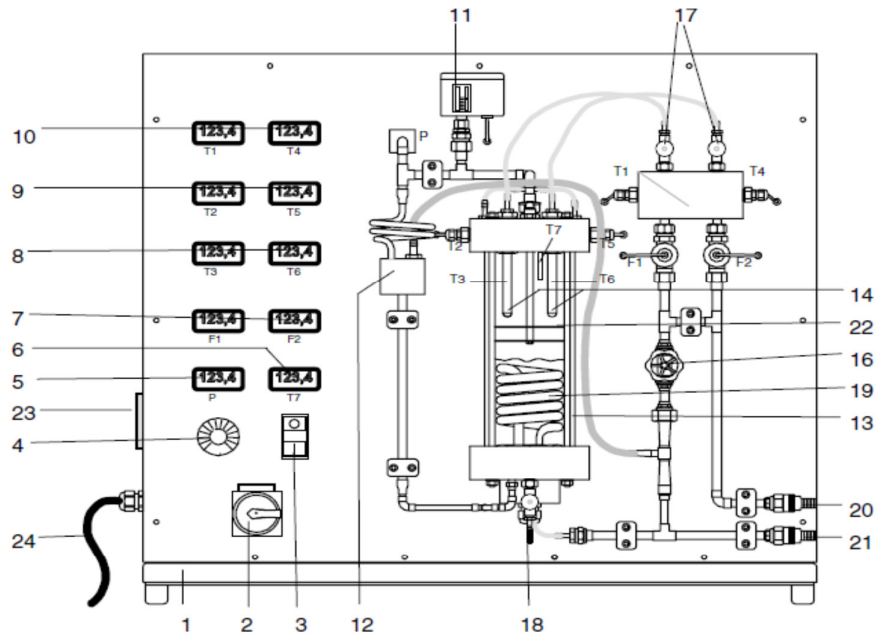 11 17
10 123,4 123,4 P
T1 T4 T1 T4
9 123,4 123,4
T2 T5 T2 T7 T5
8 123,4 123,4 F1 F2
T3 T6 T3 T6
14
7 123,4 123,4 22
F1 F2
6 16
5 123,4 123,4 19
P T7
23 13
4
20
24 21
1 2 3 12 18